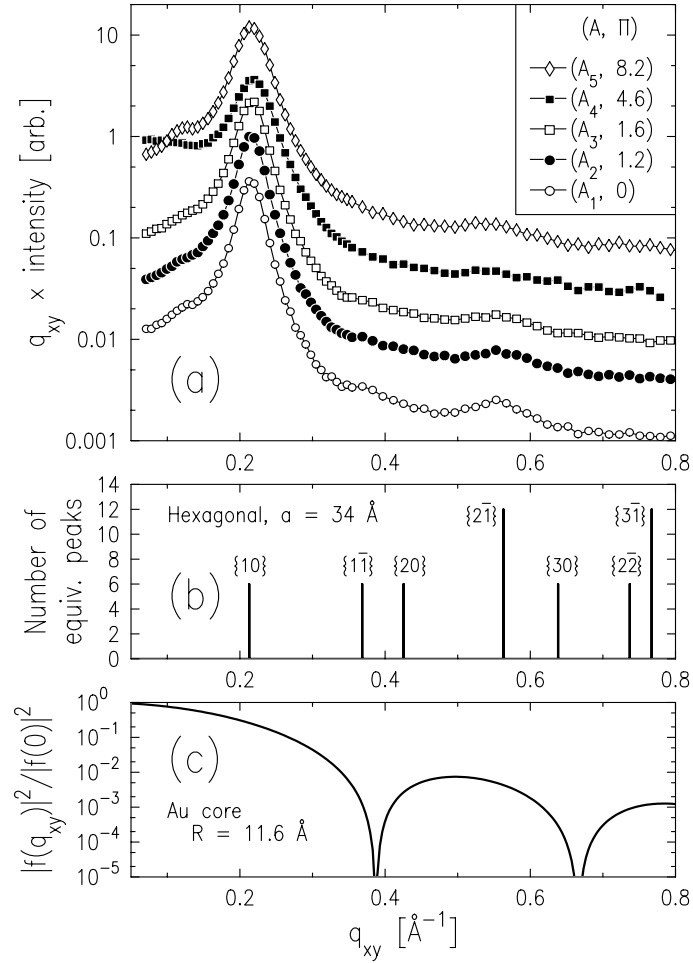 10
1
0.1
0.01
0.001
q_xy × intensity [arb.]
(A, Π)
(A_5, 8.2)
(A_4, 4.6)
(A_3, 1.6)
(A_2, 1.2)
(A_1, 0)
(a)
0.2 0.4 0.6 0.8
14
12
10
8
6
4
2
0
Number of
equiv. peaks
Hexagonal, a = 34 Å
{10}
{11̄}
{20}
{21̄}
{30}
{22̄}
{31̄}
(b)
0.2 0.4 0.6 0.8
10^0
10^-1
10^-2
10^-3
10^-4
10^-5
|f(q_xy)|^2/|f(0)|^2
(c)
Au core
R = 11.6 Å
0.2 0.4 0.6 0.8
q_xy [Å^-1]